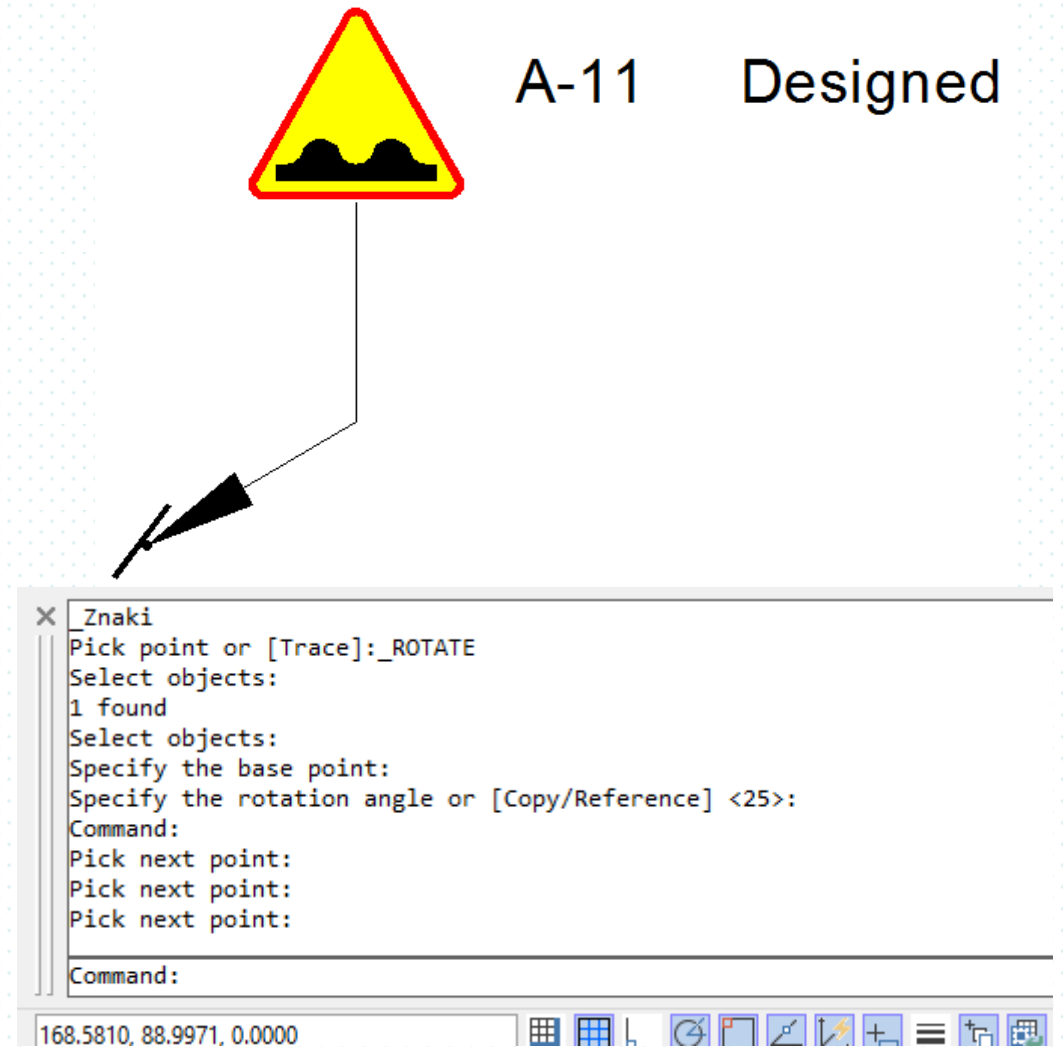 A-11 Designed
_Znaki
Pick point or [Trace]:_ROTATE
Select objects:
1 found
Select objects:
Specify the base point:
Specify the rotation angle or [Copy/Reference] <25>:
Command:
Pick next point:
Pick next point:
Pick next point:
Command:
168.5810, 88.9971, 0.0000